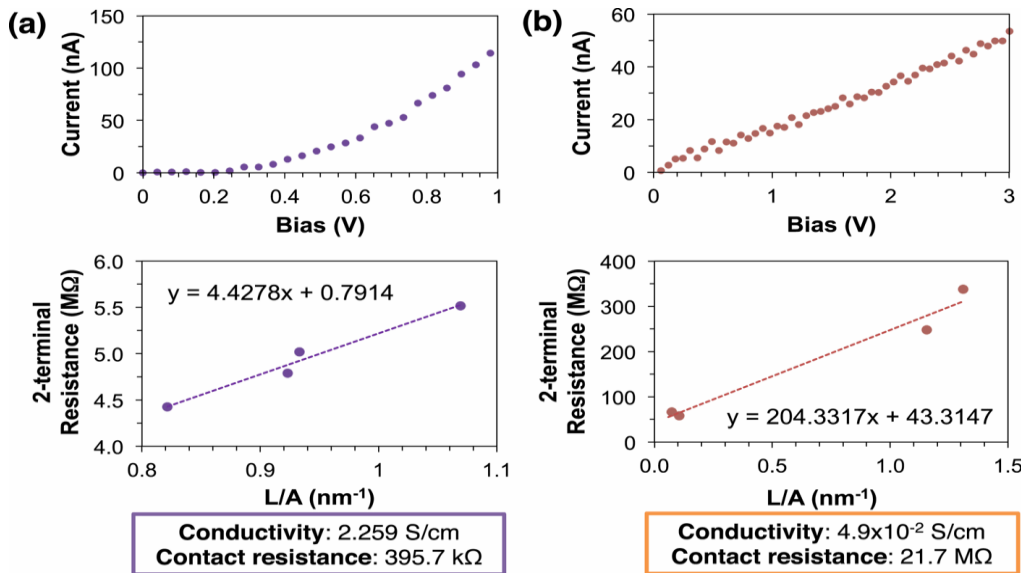 (a)
150
100
50
0
Current (nA)
0 0.2 0.4 0.6 0.8 1
Bias (V)
(b)
60
40
20
0
Current (nA)
0 1 2 3
Bias (V)
6.0
5.5
5.0
4.5
4.0
2-terminal
Resistance (MΩ)
y = 4.4278x + 0.7914
0.8 0.9 1 1.1
L/A (nm⁻¹)
400
300
200
100
0
2-terminal
Resistance (MΩ)
y = 204.3317x + 43.3147
0.0 0.5 1.0 1.5
L/A (nm⁻¹)
Conductivity: 2.259 S/cm
Contact resistance: 395.7 kΩ
Conductivity: 4.9x10⁻² S/cm
Contact resistance: 21.7 MΩ